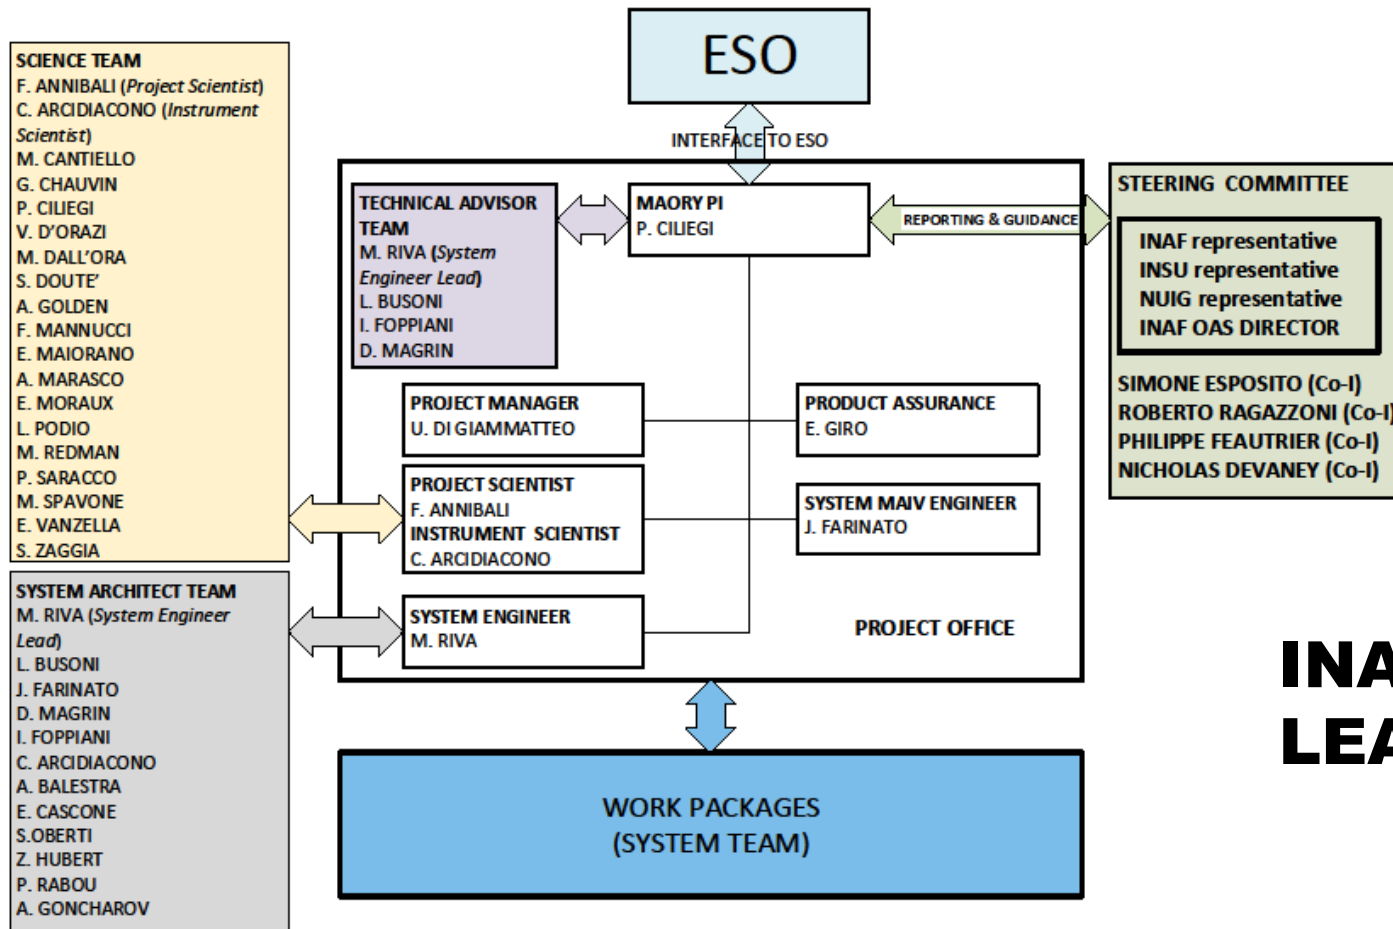 ESO
INTERFACE TO ESO
SCIENCE TEAM
F. ANNIBALI (Project Scientist)
C. ARCIDIACONO (Instrument
Scientist)
M. CANTIELLO
G. CHAUVIN
P. CILIEGI
V. D'ORAZI
M. DALL'ORA
S. DOUTE'
A. GOLDEN
F. MANNUCCI
E. MAIORANO
A. MARASCO
E. MORAUX
L. PODIO
M. REDMAN
P. SARACCO
M. SPAVONE
E. VANZELLA
S. ZAGGIA
SYSTEM ARCHITECT TEAM
M. RIVA (System Engineer
Lead)
L. BUSONI
J. FARINATO
D. MAGRIN
I. FOPPIANI
C. ARCIDIACONO
A. BALESTRA
E. CASCONE
S.OBERTI
Z. HUBERT
P. RABOU
A. GONCHAROV
TECHNICAL ADVISOR
TEAM
M. RIVA (System
Engineer Lead)
L. BUSONI
I. FOPPIANI
D. MAGRIN
MAORY PI
P. CILIEGI
REPORTING & GUIDANCE
PROJECT MANAGER
U. DI GIAMMATTEO
PRODUCT ASSURANCE
E. GIRO
PROJECT SCIENTIST
F. ANNIBALI
INSTRUMENT SCIENTIST
C. ARCIDIACONO
SYSTEM MAIV ENGINEER
J. FARINATO
SYSTEM ENGINEER
M. RIVA
PROJECT OFFICE
WORK PACKAGES
(SYSTEM TEAM)
STEERING COMMITTEE
INAF representative
INSU representative
NUIG representative
INAF OAS DIRECTOR
SIMONE ESPOSITO (Co-I)
ROBERTO RAGAZZONI (Co-I)
PHILIPPE FEAUTRIER (Co-I)
NICHOLAS DEVANEY (Co-I)
INA
LEA